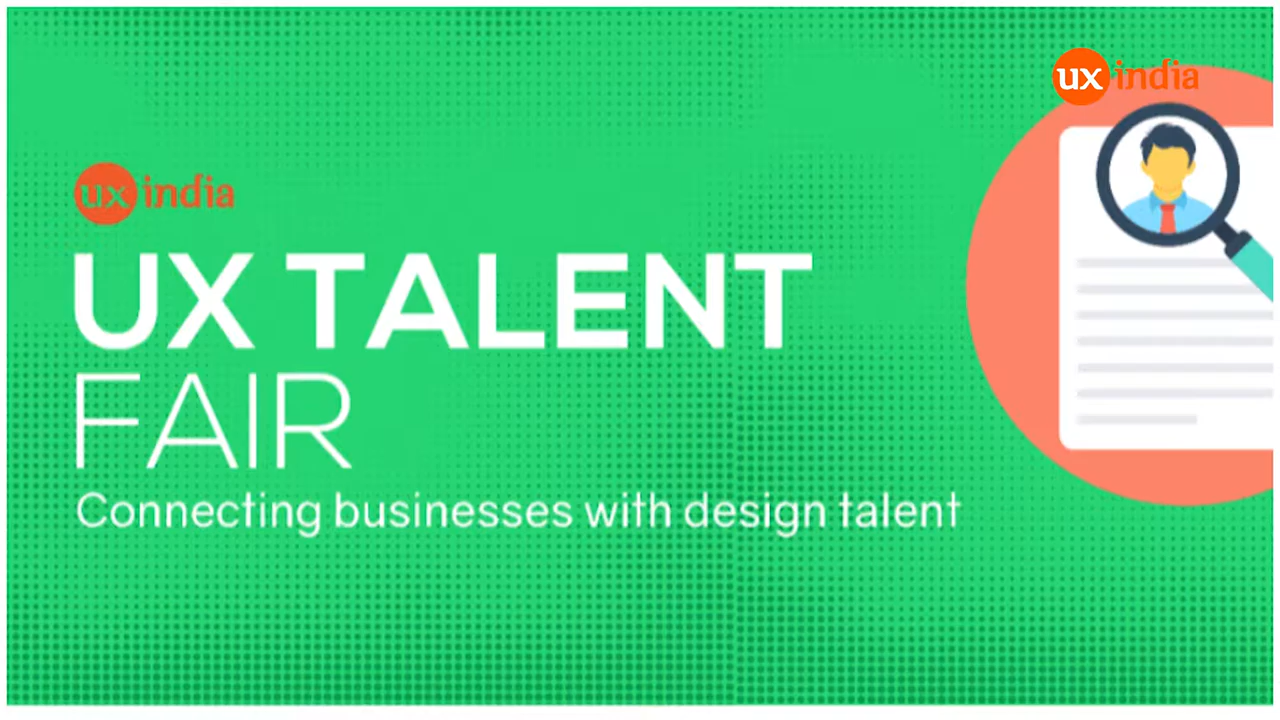 ux india
ux india
UX TALENT
FAIR
Connecting businesses with design talent